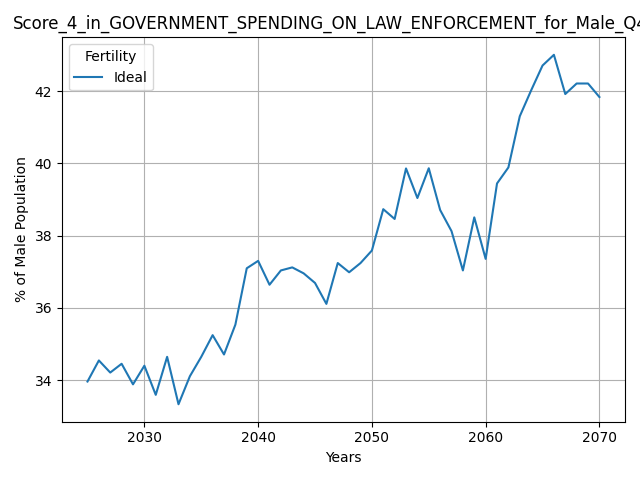 Score_4_in_GOVERNMENT_SPENDING_ON_LAW_ENFORCEMENT_for_Male_Q4
Fertility
Ideal
42
40
38
36
34
% of Male Population
2030 2040 2050 2060 2070
Years